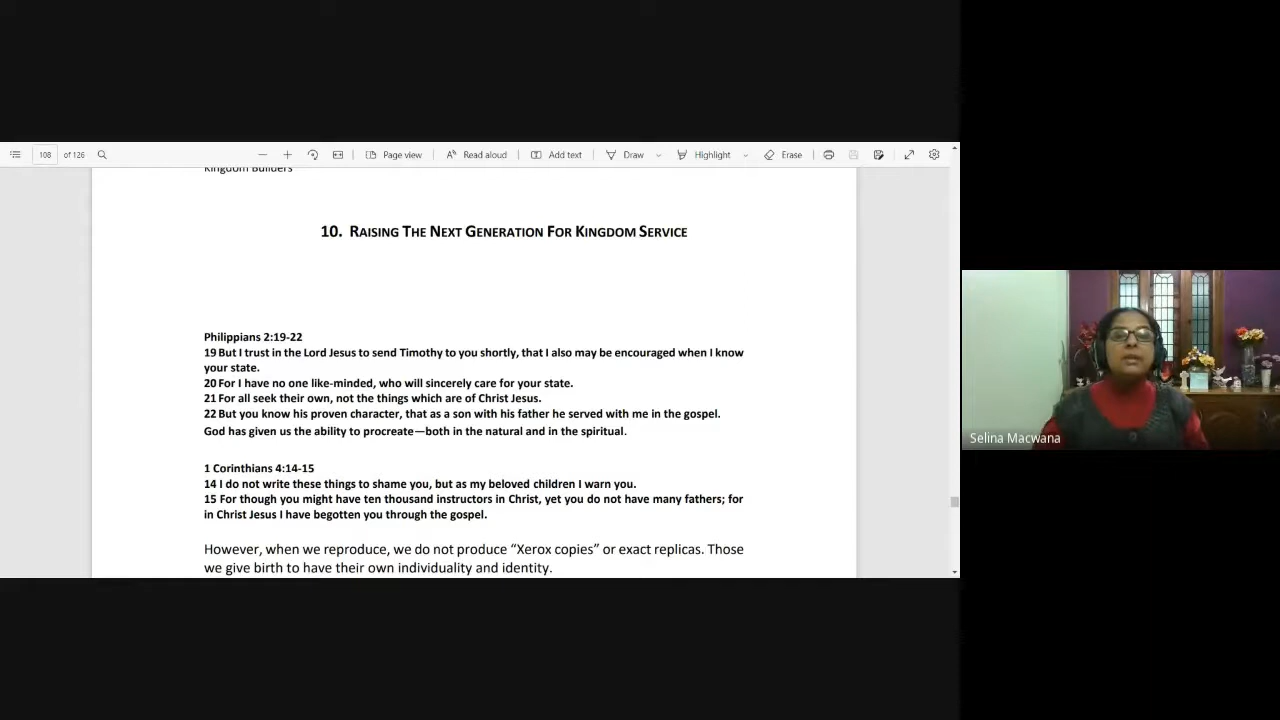 108 of 126
Page view
Read aloud
Add text
Draw
Highlight
Erase
Kingdom Builders
10. RAISING THE NEXT GENERATION FOR KINGDOM SERVICE
Philippians 2:19-22
19 But I trust in the Lord Jesus to send Timothy to you shortly, that I also may be encouraged when I know
your state.
20 For I have no one like-minded, who will sincerely care for your state.
21 For all seek their own, not the things which are of Christ Jesus.
22 But you know his proven character, that as a son with his father he served with me in the gospel.
God has given us the ability to procreate—both in the natural and in the spiritual.
1 Corinthians 4:14-15
14 I do not write these things to shame you, but as my beloved children I warn you.
15 For though you might have ten thousand instructors in Christ, yet you do not have many fathers; for
in Christ Jesus I have begotten you through the gospel.
However, when we reproduce, we do not produce “Xerox copies” or exact replicas. Those
we give birth to have their own individuality and identity.
Selina Macwana